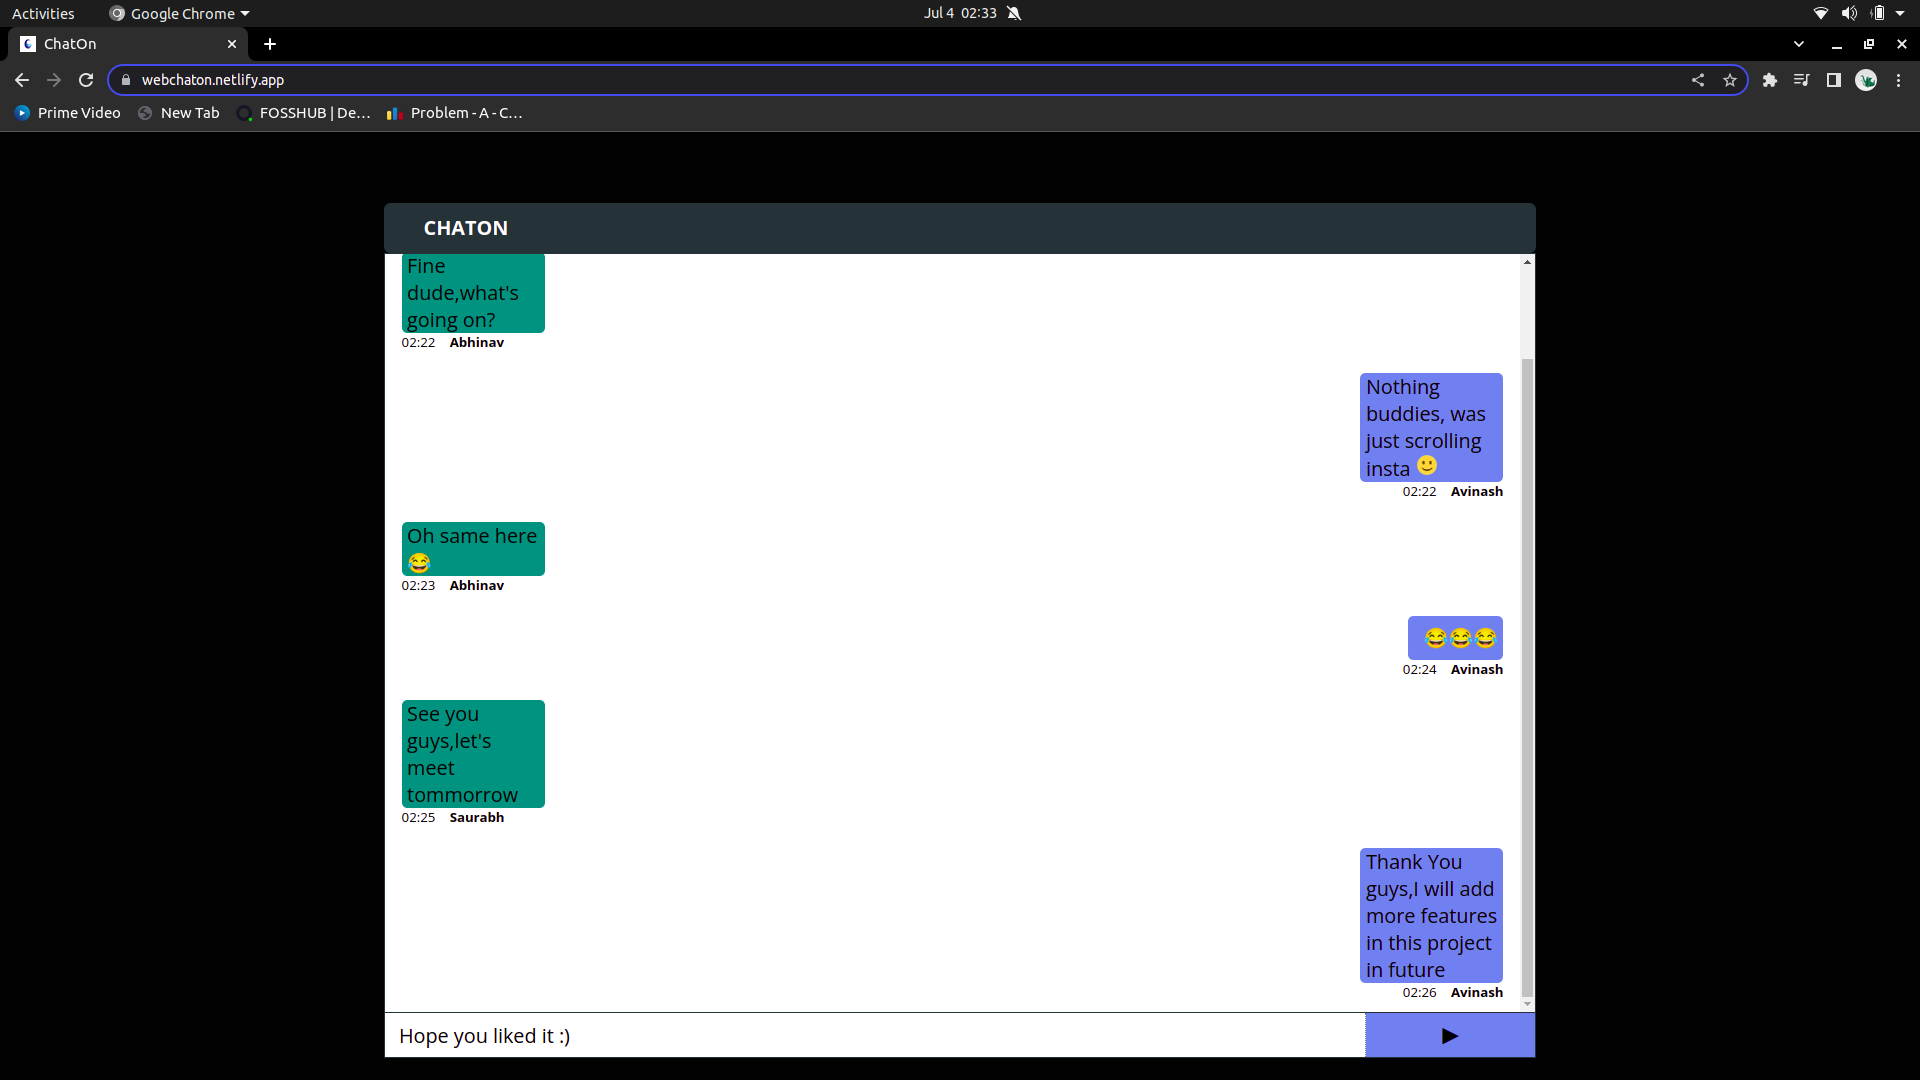 Activities Google Chrome Jul 4 02:33
ChatOn
webchaton.netlify.app
Prime Video New Tab FOSSHUB | De... Problem - A - C...
CHATON
Fine
dude,what's
going on?
02:22 Abhinav
Nothing
buddies, was
just scrolling
insta 🙂
02:22 Avinash
Oh same here
😂
02:23 Abhinav
😂😂😂
02:24 Avinash
See you
guys,let's
meet
tommorrow
02:25 Saurabh
Thank You
guys,I will add
more features
in this project
in future
02:26 Avinash
Hope you liked it :)